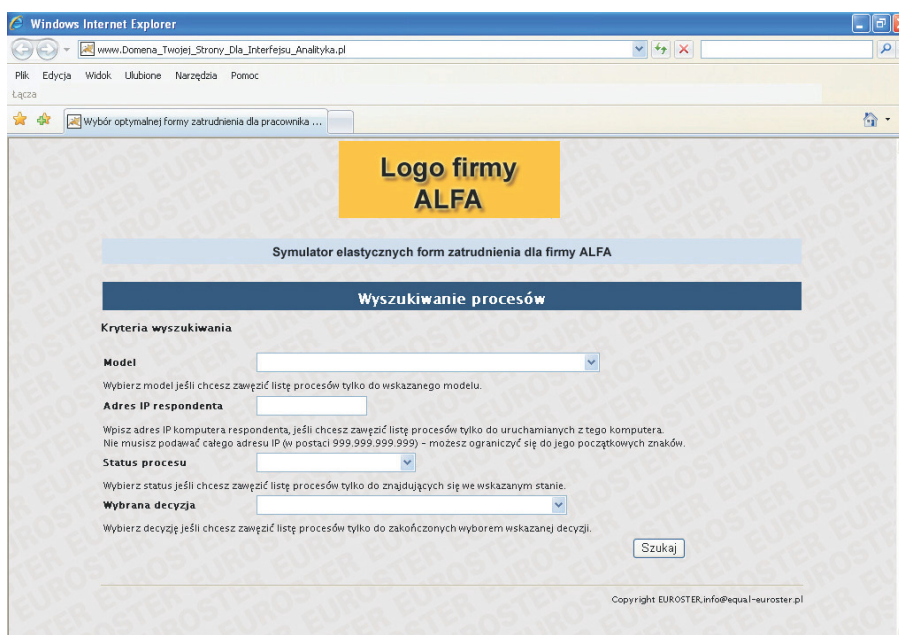 Windows Internet Explorer
www.Domena_Twojej_Strony_Dla_Interfejsu_Analityka.pl
Plik Edycja Widok Ulubione Narzędzia Pomoc
Łącza
Wybór optymalnej formy zatrudnienia dla pracownika ...
Logo firmy
ALFA
Symulator elastycznych form zatrudnienia dla firmy ALFA
Wyszukiwanie procesów
Kryteria wyszukiwania
Model
Wybierz model jeśli chcesz zawęzić listę procesów tylko do wskazanego modelu.
Adres IP respondenta
Wpisz adres IP komputera respondenta, jeśli chcesz zawęzić listę procesów tylko do uruchamianych z tego komputera.
Nie musisz podawać całego adresu IP (w postaci 999.999.999.999) – możesz ograniczyć się do jego początkowych znaków.
Status procesu
Wybierz status jeśli chcesz zawęzić listę procesów tylko do znajdujących się we wskazanym stanie.
Wybrana decyzja
Wybierz decyzję jeśli chcesz zawęzić listę procesów tylko do zakończonych wyborem wskazanej decyzji.
Szukaj
Copyright EUROSTER,info@equal-euroster.pl